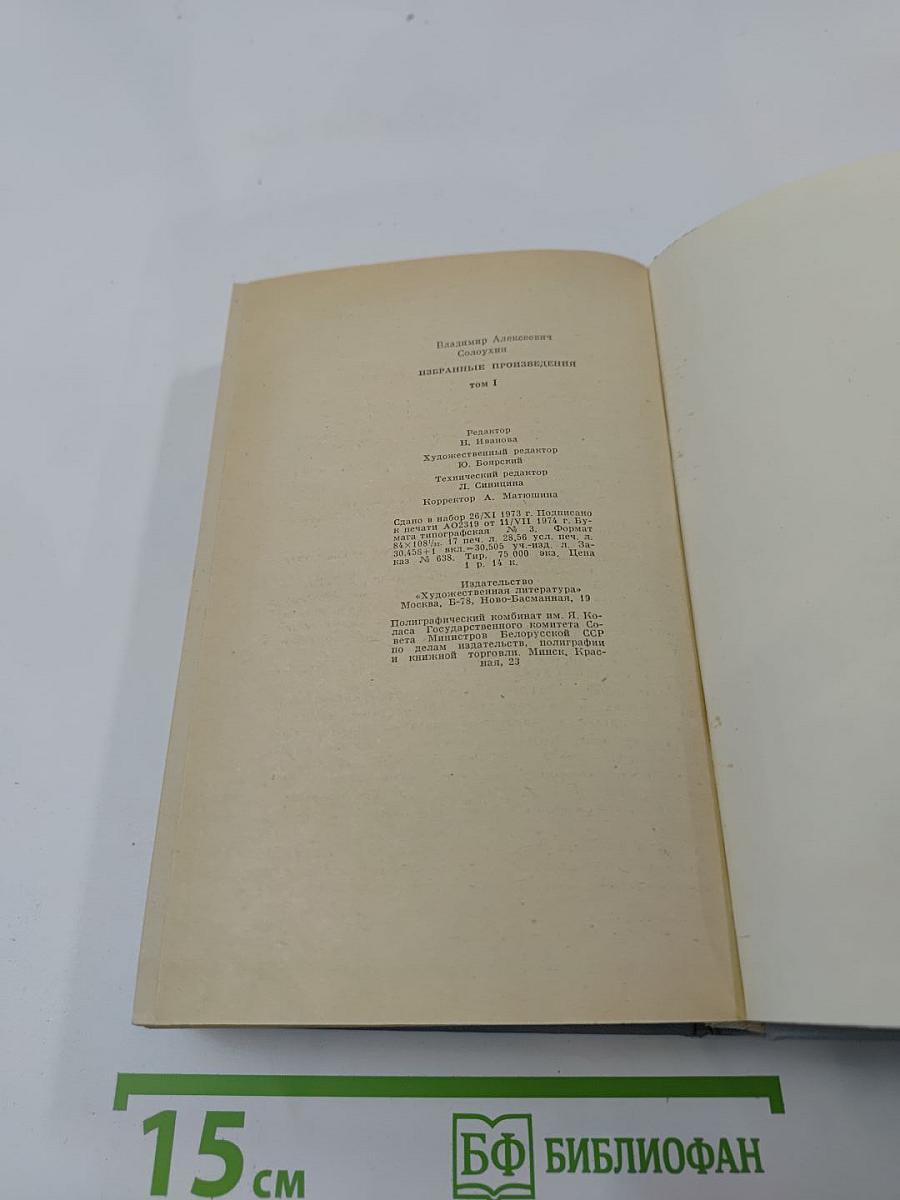 Владимир Алексеевич
Солоухин
ИЗБРАННЫЕ ПРОИЗВЕДЕНИЯ
том I
Редактор
Н. Иванова
Художественный редактор
Ю. Боярский
Технический редактор
Л. Синицина
Корректор А. Матюшина
Сдано в набор 26/XI 1973 г. Подписано
к печати АО2319 от 11/VII 1974 г. Бу-
мага типографская № 3. Формат
84×108¹/₃₂. 17 печ. л. 28,56 усл. печ. л.
30,456+1 вкл.=30,505 уч.-изд. л. За-
каз № 638. Тир. 75 000 экз. Цена
1 р. 14 к.
Издательство
«Художественная литература»
Москва, Б-78, Ново-Басманная, 19
Полиграфический комбинат им. Я. Ко-
ласа Государственного комитета Со-
вета Министров Белорусской ССР
по делам издательств, полиграфии
и книжной торговли. Минск, Крас-
ная, 23
15 см
БФ БИБЛИОФАН